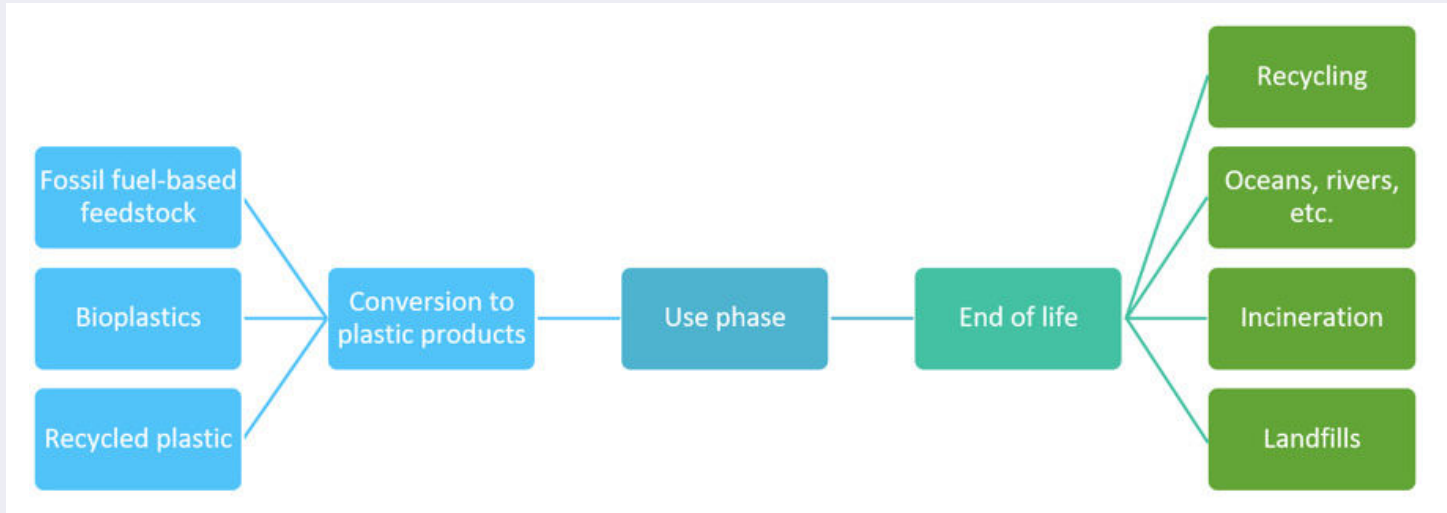 Fossil fuel-based
feedstock
Bioplastics
Recycled plastic
Conversion to
plastic products
Use phase
End of life
Recycling
Oceans, rivers,
etc.
Incineration
Landfills